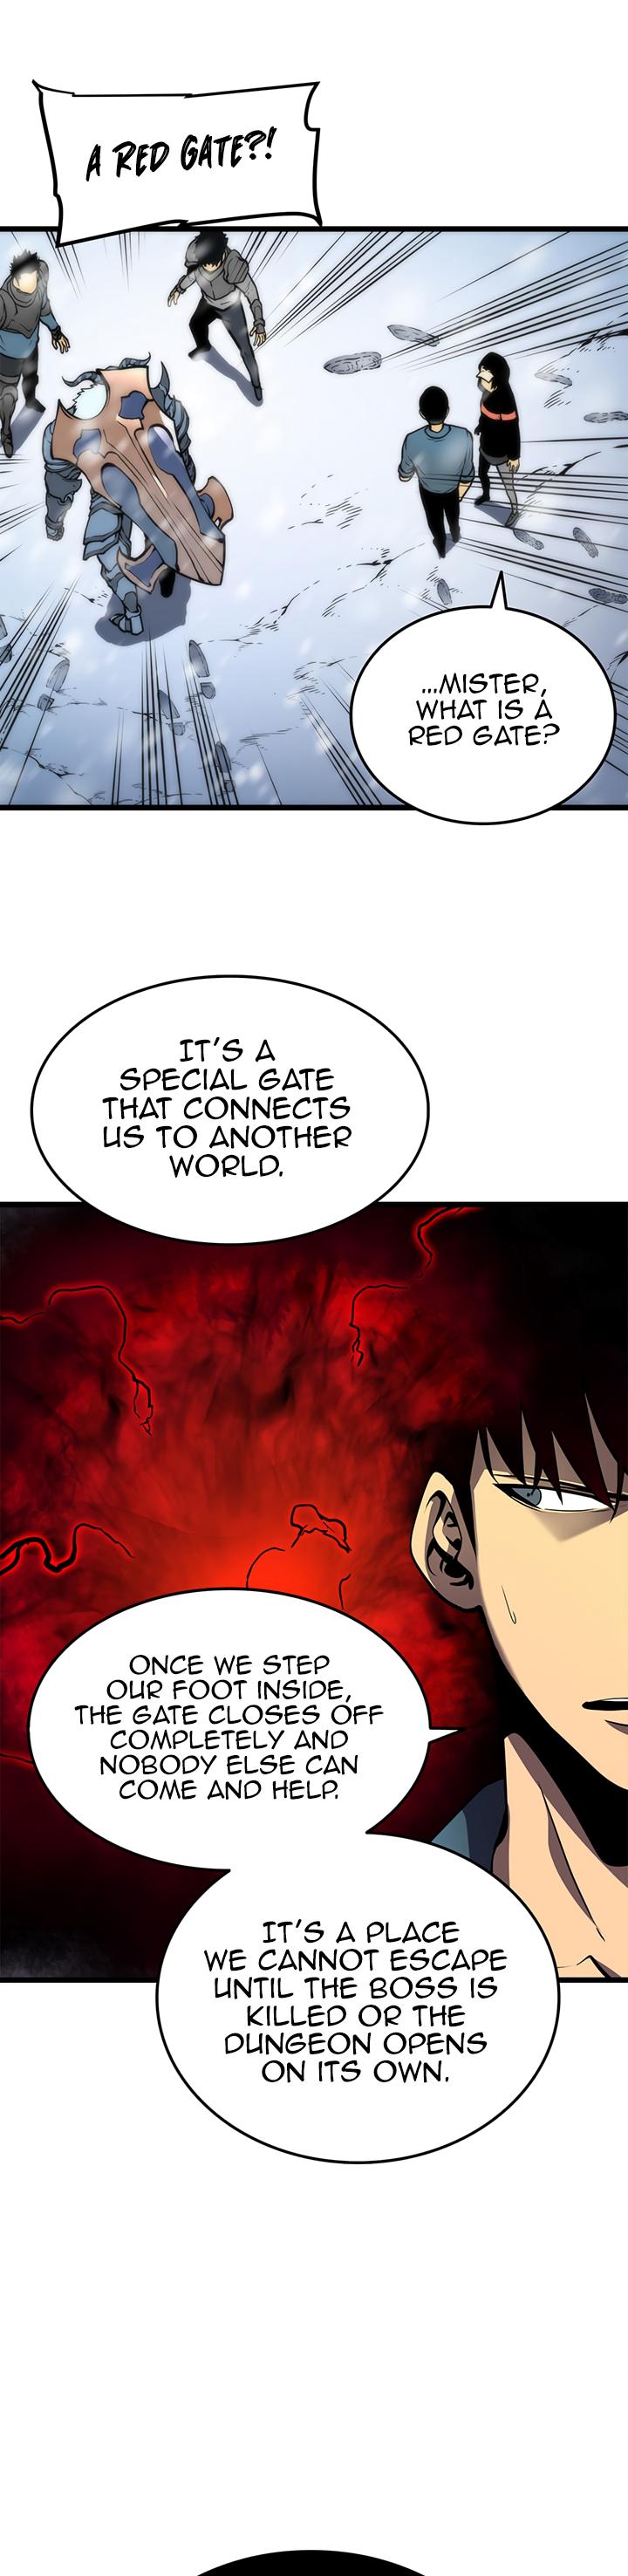 A RED GATE?!
...MISTER,
WHAT IS A
RED GATE?
IT'S A
SPECIAL GATE
THAT CONNECTS
US TO ANOTHER
WORLD.
ONCE WE STEP
OUR FOOT INSIDE,
THE GATE CLOSES OFF
COMPLETELY AND
NOBODY ELSE CAN
COME AND HELP.
IT'S A PLACE
WE CANNOT ESCAPE
UNTIL THE BOSS IS
KILLED OR THE
DUNGEON OPENS
ON ITS OWN.